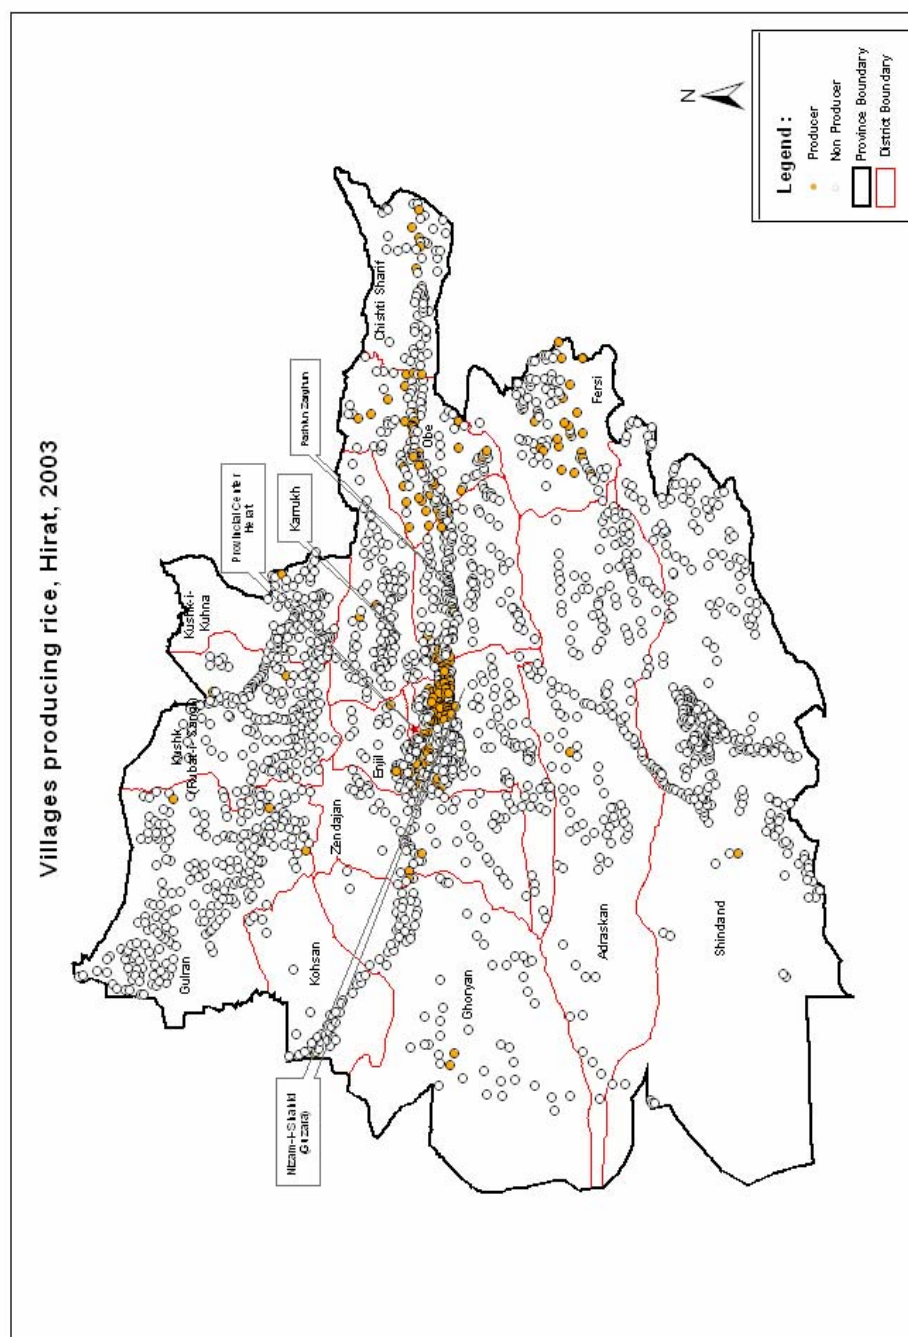 Villages producing rice, Hirat, 2003
N
Legend :
Producer
Non Producer
Province Boundary
District Boundary
Provincial Center
Herat
Karrukh
Pashtun Zarghun
Nizam-i-Shahid
(Guzara)
Kushk-i-
Kuhna
Kushk
(Rubat-i- Sangi)
Gulran
Kohsan
Zendajan
Enjil
Obe
Chishti Sharif
Fersi
Ghoryan
Adraskan
Shindand